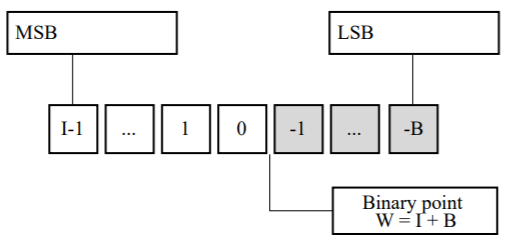 MSB
LSB
I-1 ... 1 0 -1 ... -B
Binary point
W = I + B